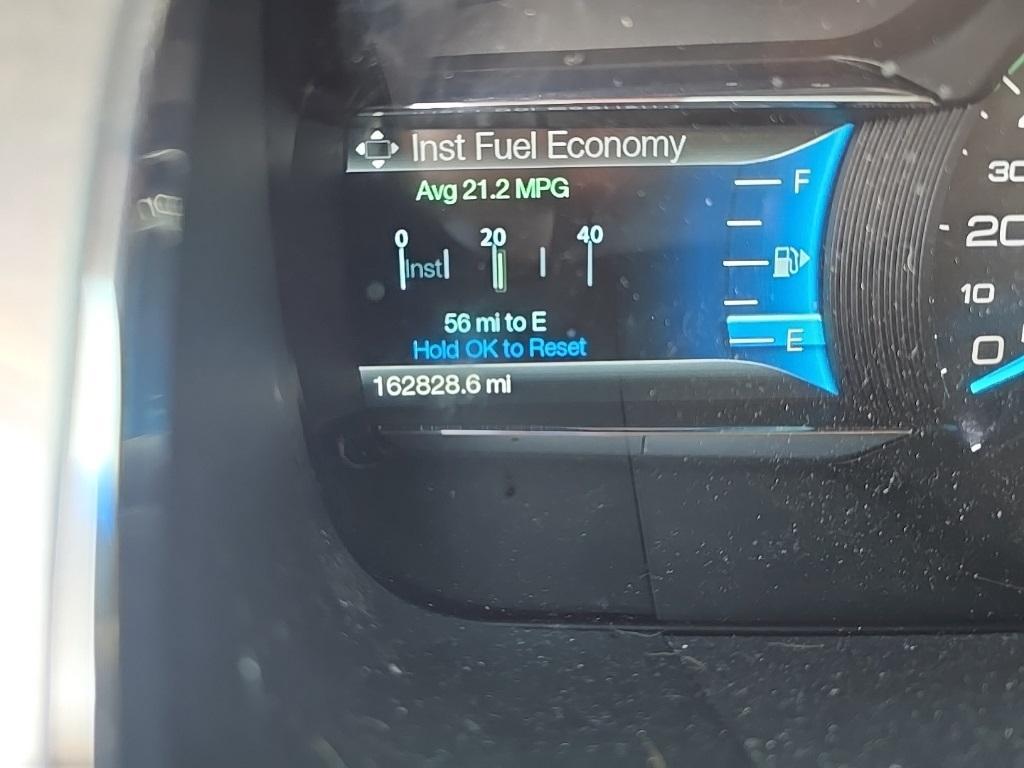 Inst Fuel Economy
Avg 21.2 MPG
F
0 20 40
Inst
56 mi to E
Hold OK to Reset
E
162828.6 mi
30
20
10
0